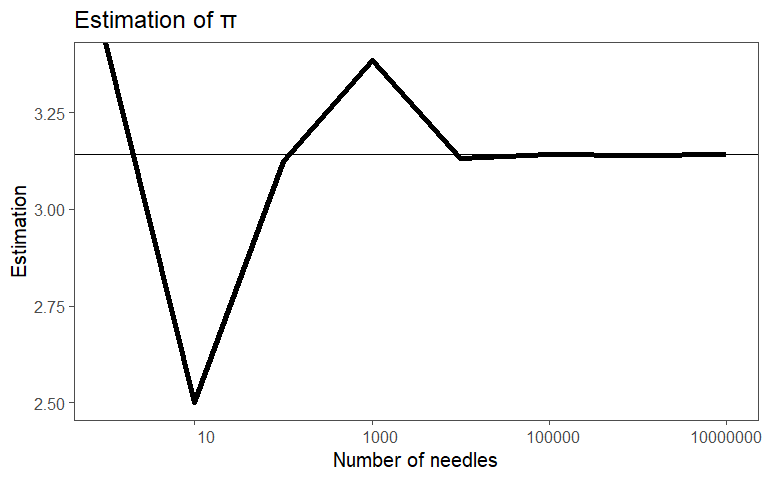 Estimation of π
3.25
3.00
2.75
2.50
Estimation
10
1000
100000
10000000
Number of needles